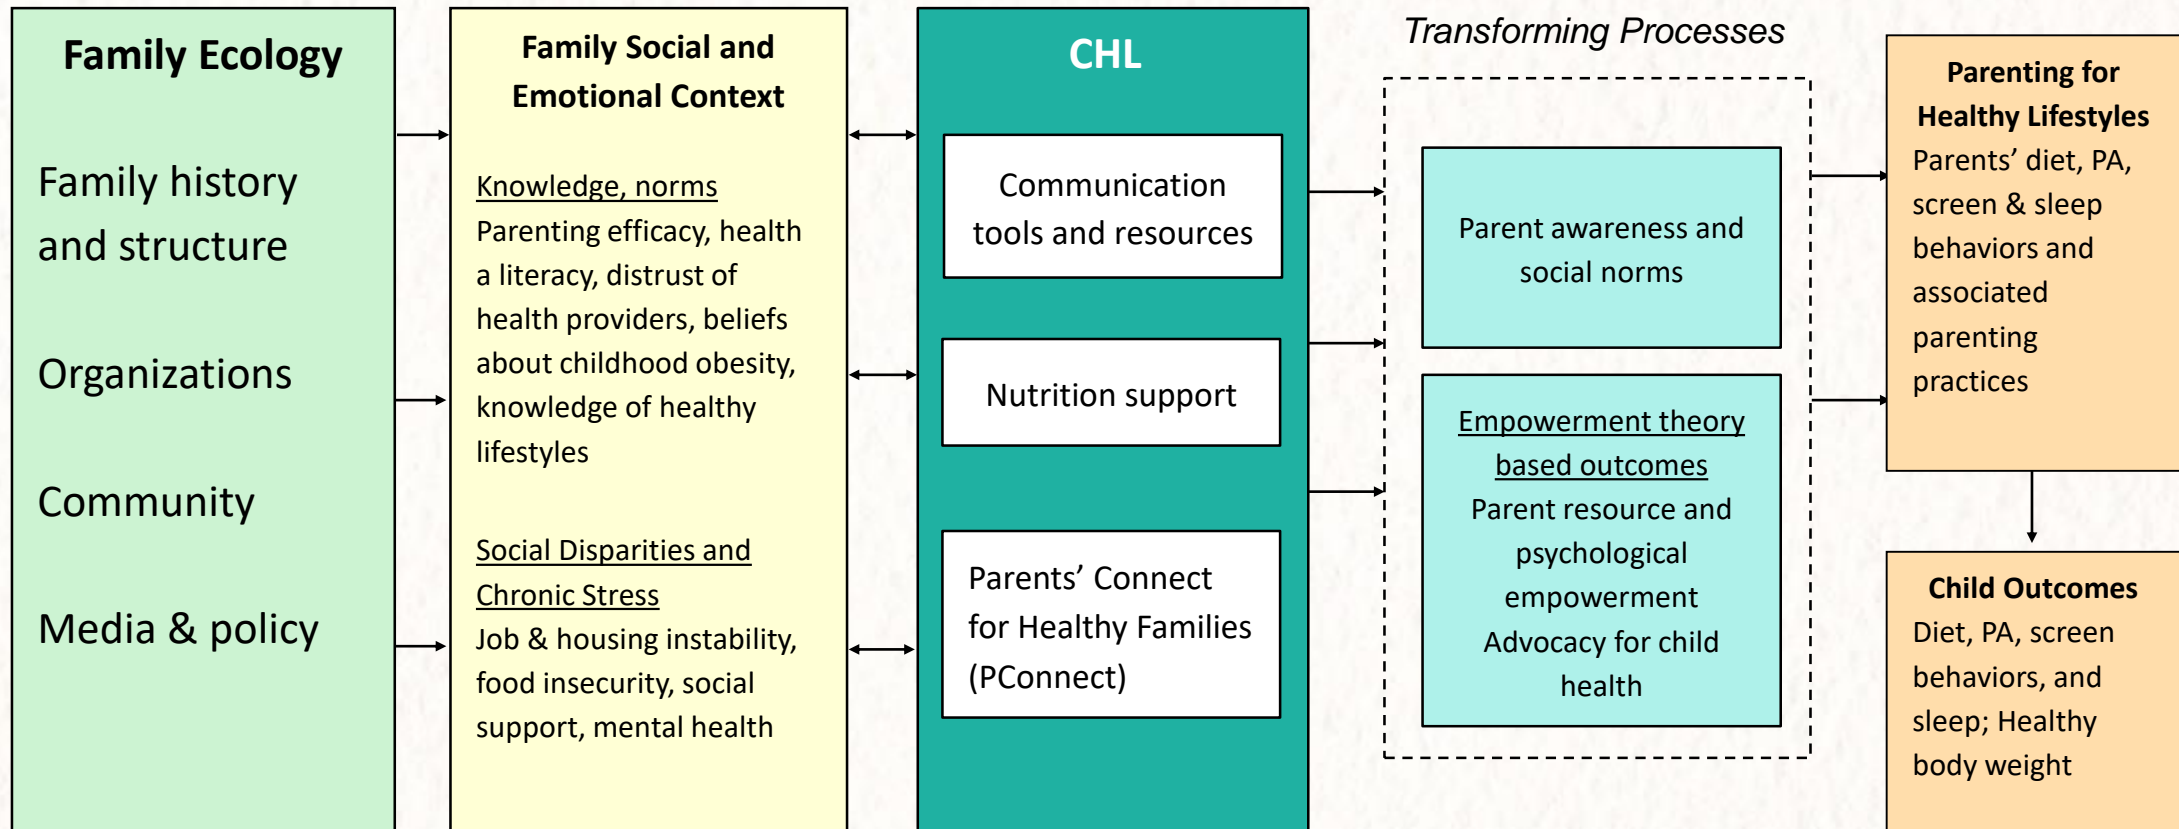 Family Ecology
Family history
and structure
Organizations
Community
Media & policy
Family Social and
Emotional Context
Knowledge, norms
Parenting efficacy, health
a literacy, distrust of
health providers, beliefs
about childhood obesity,
knowledge of healthy
lifestyles
Social Disparities and
Chronic Stress
Job & housing instability,
food insecurity, social
support, mental health
CHL
Communication
tools and resources
Nutrition support
Parents’ Connect
for Healthy Families
(PConnect)
Transforming Processes
Parent awareness and
social norms
Empowerment theory
based outcomes
Parent resource and
psychological
empowerment
Advocacy for child
health
Parenting for
Healthy Lifestyles
Parents’ diet, PA,
screen & sleep
behaviors and
associated
parenting
practices
Child Outcomes
Diet, PA, screen
behaviors, and
sleep; Healthy
body weight